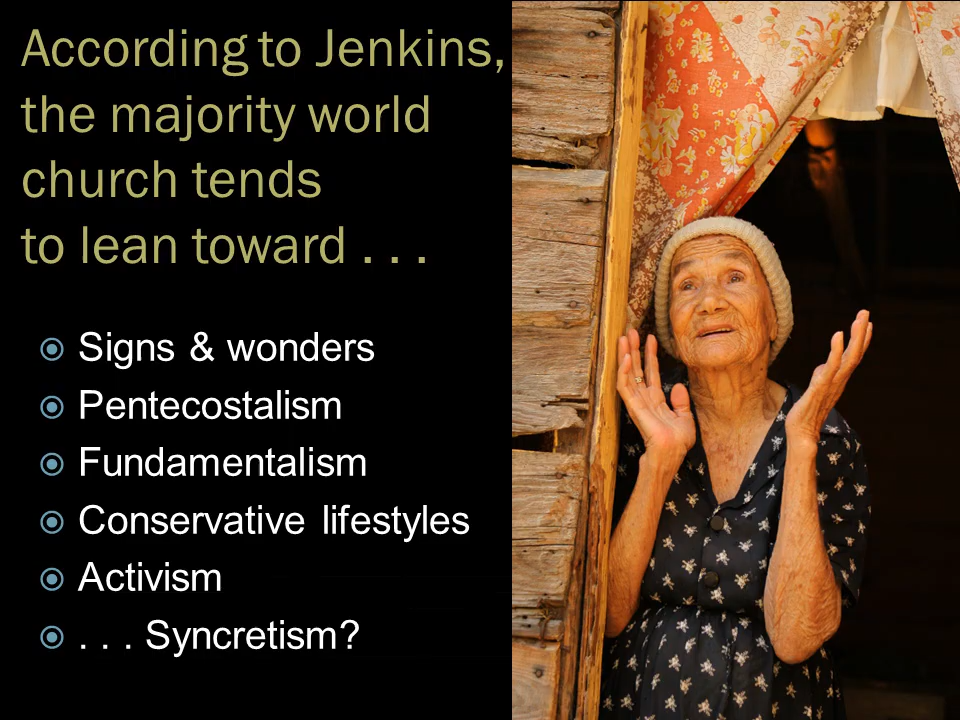 According to Jenkins,
the majority world
church tends
to lean toward . . .
Signs & wonders
Pentecostalism
Fundamentalism
Conservative lifestyles
Activism
. . . Syncretism?